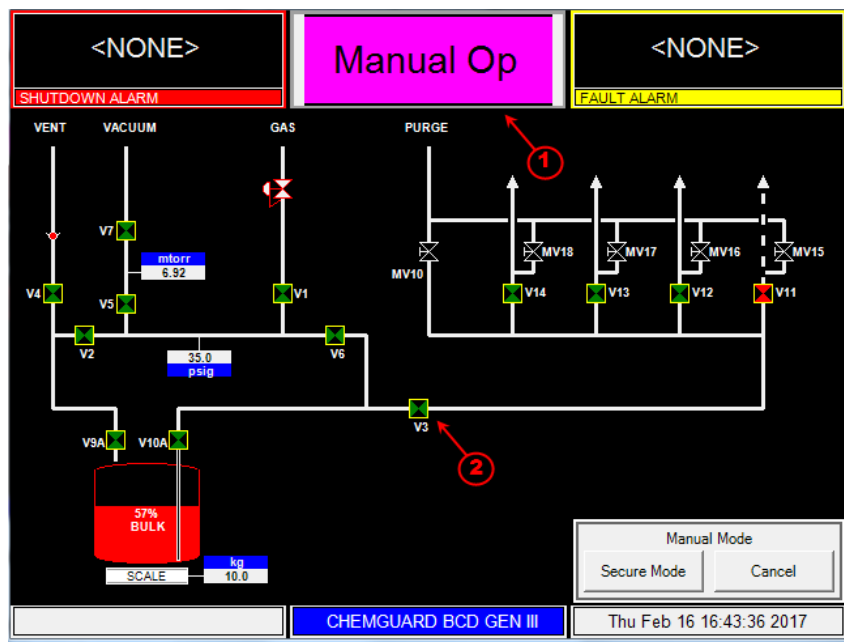 <NONE>
SHUTDOWN ALARM
Manual Op
<NONE>
FAULT ALARM
VENT
VACUUM
GAS
PURGE
1
V7
mtorr
6.92
MV18
MV17
MV16
MV15
MV10
V4
V5
V1
V14
V13
V12
V11
V2
35.0
psig
V6
V3
V9A
V10A
2
57%
BULK
kg
SCALE
10.0
Manual Mode
Secure Mode
Cancel
CHEMGUARD BCD GEN III
Thu Feb 16 16:43:36 2017